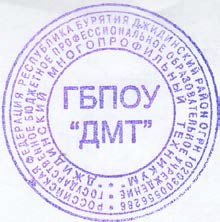 РОССИЙСКАЯ ФЕДЕРАЦИЯ РЕСПУБЛИКА БУРЯТИЯ ДЖИДИНСКИЙ РАЙОН ОГРН
ГОСУДАРСТВЕННОЕ БЮДЖЕТНОЕ ПРОФЕССИОНАЛЬНОЕ ОБРАЗОВАТЕЛЬНОЕ УЧРЕЖДЕНИЕ
ДЖИДИНСКИЙ МНОГОПРОФИЛЬНЫЙ ТЕХНИКУМ
ГБПОУ
"ДМТ"